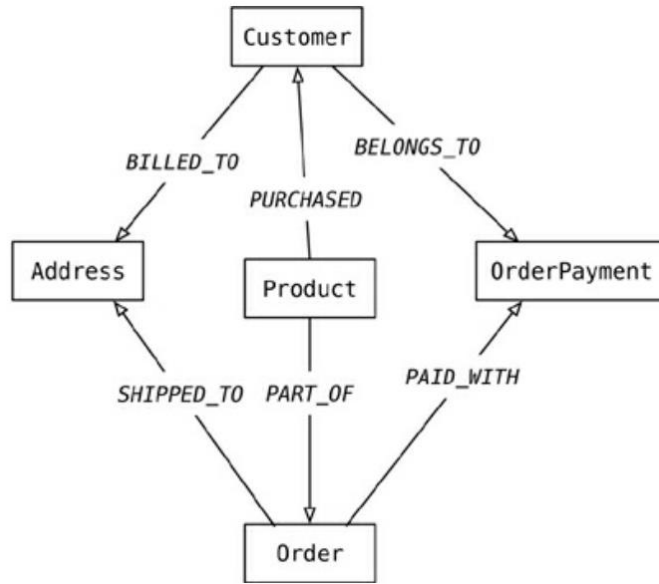 Customer
BILLED_TO
BELONGS_TO
PURCHASED
Address
Product
OrderPayment
SHIPPED_TO
PART_OF
PAID_WITH
Order